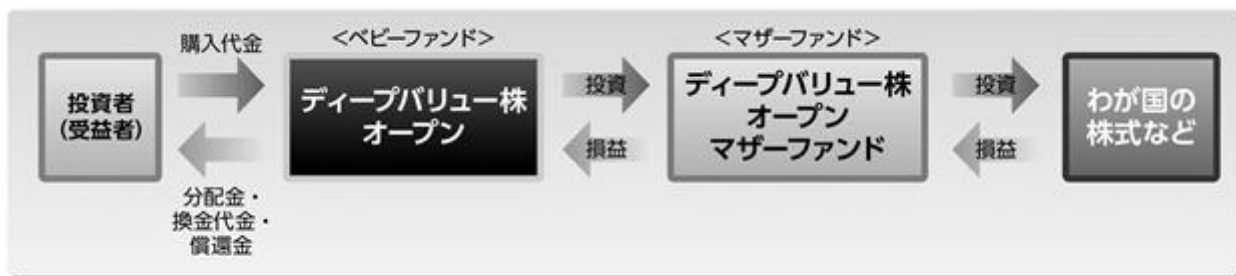 購入代金
投資者
(受益者)
分配金・
換金代金・
償還金
<ベビーファンド>
ディープバリュー株
オープン
投資
損益
<マザーファンド>
ディープバリュー株
オープン
マザーファンド
投資
損益
わが国の
株式など